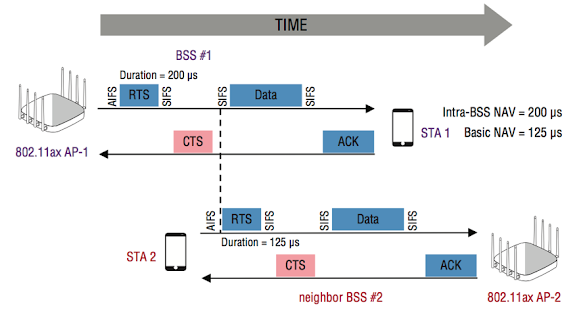 TIME
BSS #1
Duration = 200 µs
AIFS RTS SIFS SIFS Data SIFS
Intra-BSS NAV = 200 µs
STA 1 Basic NAV = 125 µs
CTS ACK
802.11ax AP-1
AIFS RTS SIFS SIFS Data SIFS
Duration = 125 µs
STA 2
CTS ACK
neighbor BSS #2 802.11ax AP-2